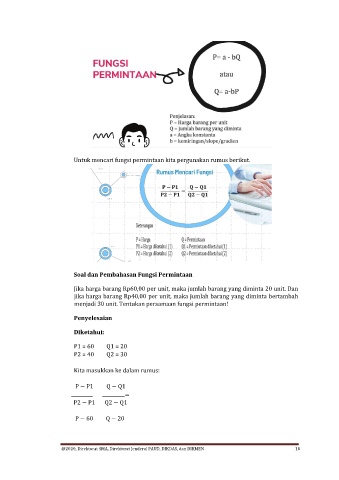 FUNGSI
PERMINTAAN
P= a - bQ
atau
Q= a-bP
Penjelasan:
P = Harga barang per unit
Q = jumlah barang yang diminta
a = Angka konstanta
b = kemiringan/slope/gradien
Untuk mencari fungsi permintaan kita pergunakan rumus berikut.
Rumus Mencari Fungsi
P − P1 = Q − Q1
P2 − P1 Q2 − Q1
Keterangan
P = Harga Q = Permintaan
P1 = Harga diketahui (1) Q1 = Permintaan diketahui (1)
P2 = Harga diketahui (2) Q2 = Permintaan diketahui (2)
Soal dan Pembahasan Fungsi Permintaan
Jika harga barang Rp60,00 per unit, maka jumlah barang yang diminta 20 unit. Dan
jika harga barang Rp40,00 per unit, maka jumlah barang yang diminta bertambah
menjadi 30 unit. Tentukan persamaan fungsi permintaan!
Penyelesaian
Diketahui:
P1 = 60 Q1 = 20
P2 = 40 Q2 = 30
Kita masukkan ke dalam rumus:
P − P1 Q − Q1
=
P2 − P1 Q2 − Q1
P − 60 Q − 20
@2020, Direktorat SMA, Direktorat Jenderal PAUD, DIKDAS, dan DIKMEN 18